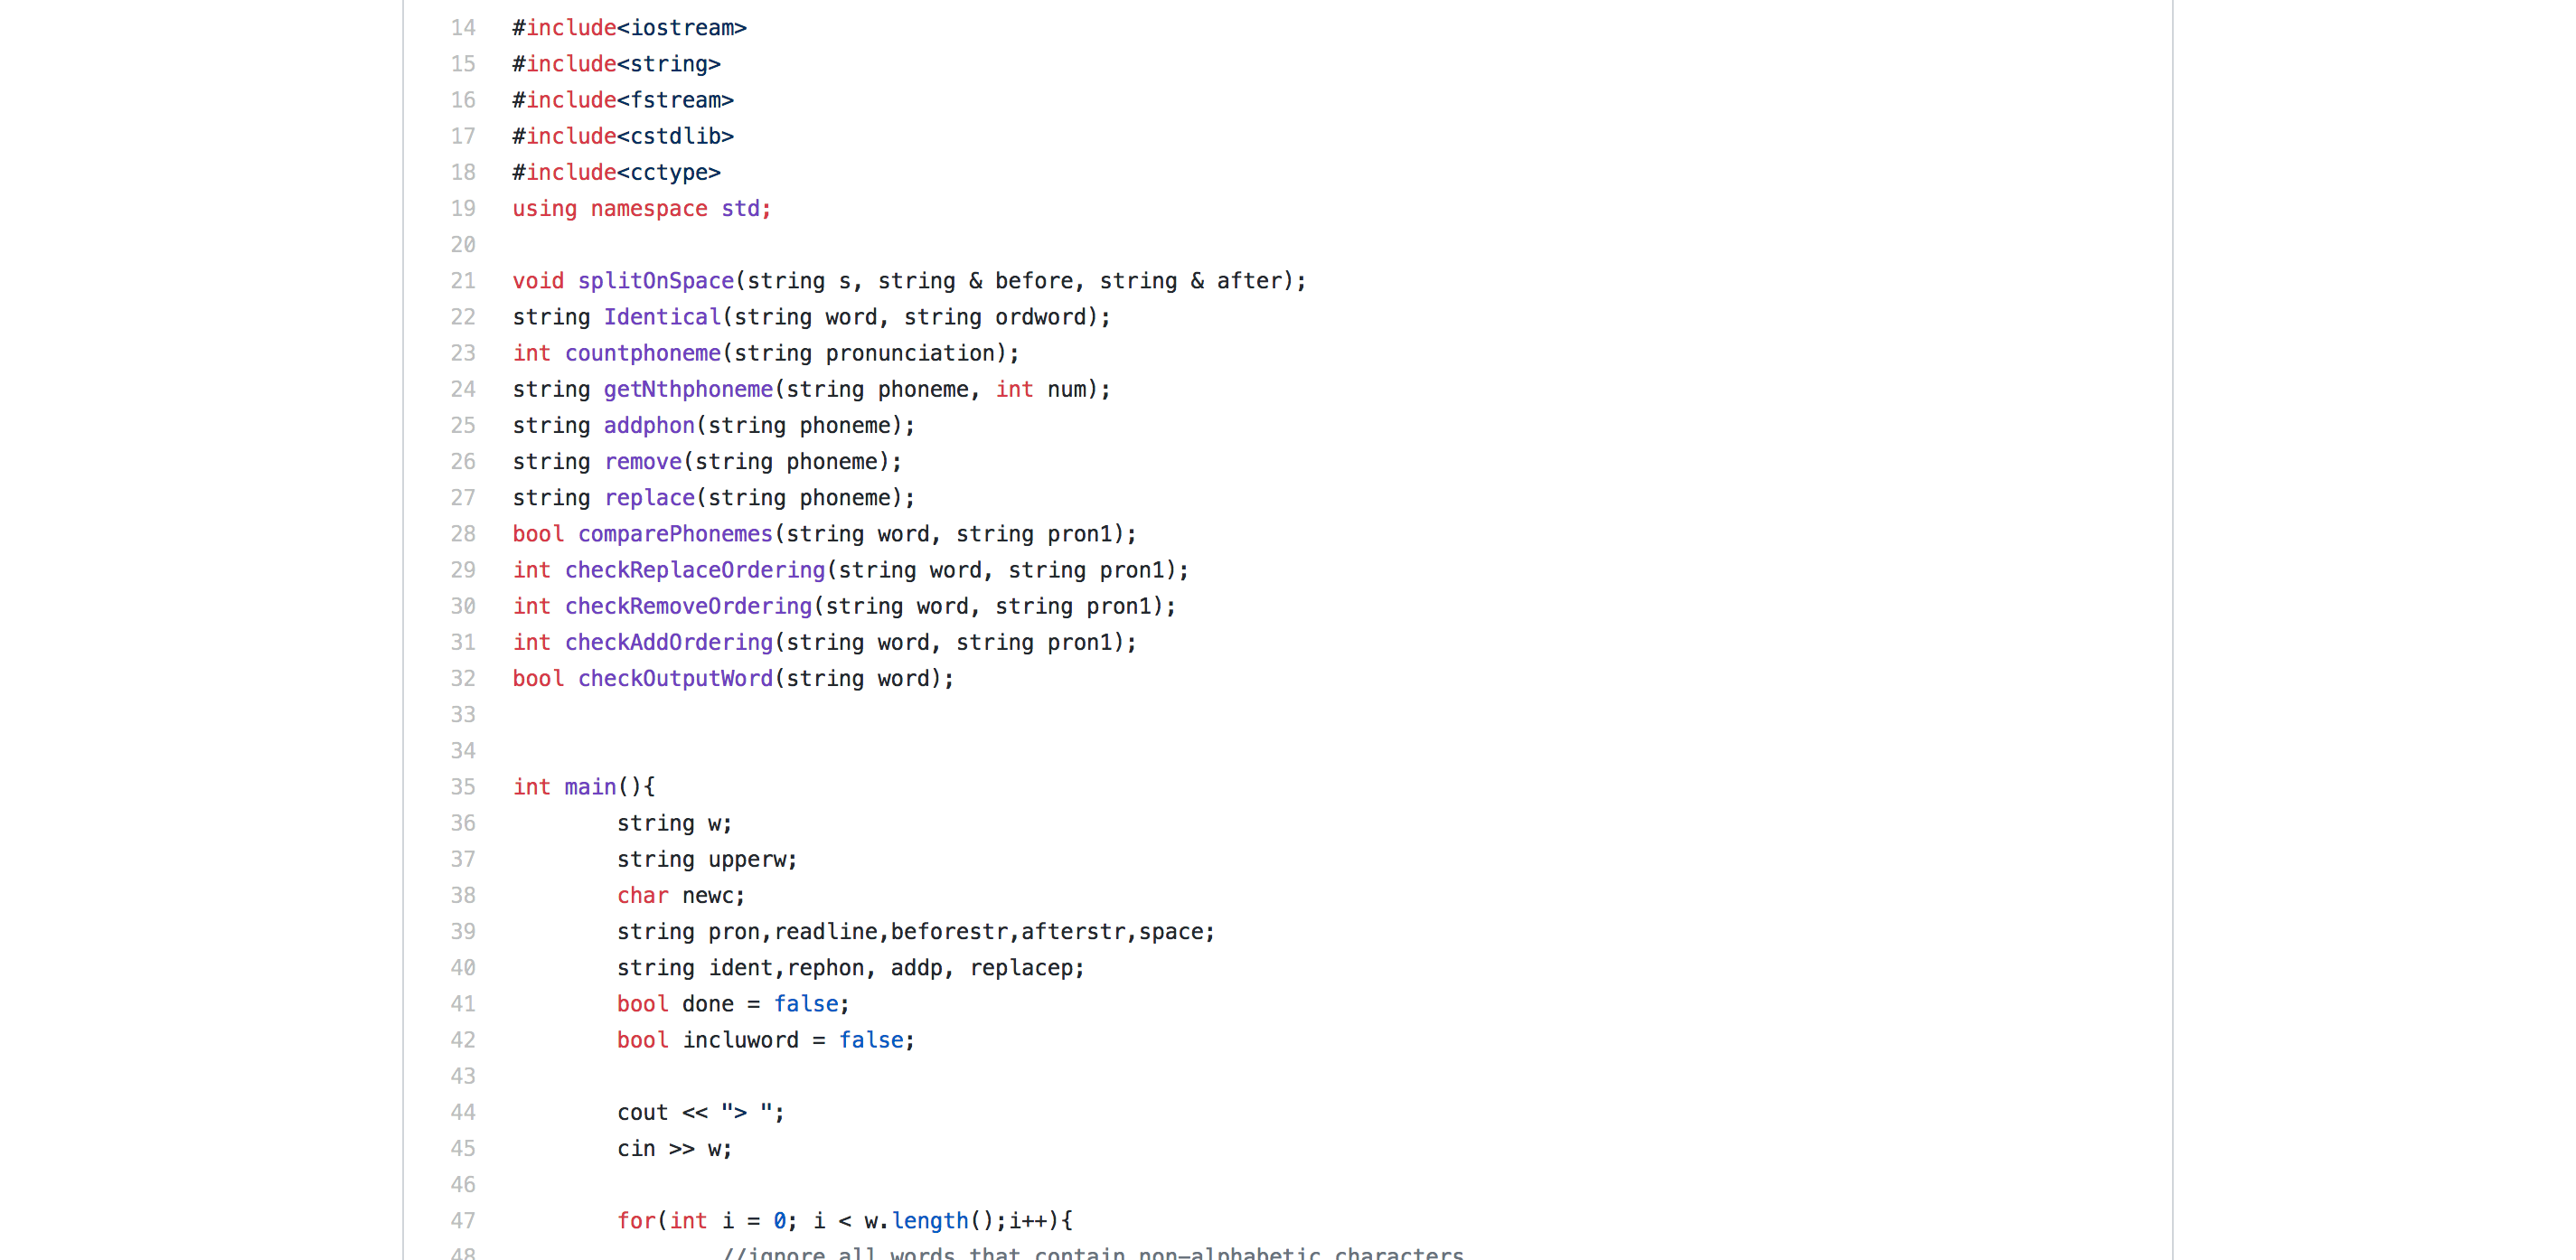 14 #include<iostream>
15 #include<string>
16 #include<fstream>
17 #include<cstdlib>
18 #include<cctype>
19 using namespace std;
20
21 void splitOnSpace(string s, string & before, string & after);
22 string Identical(string word, string ordword);
23 int countphoneme(string pronunciation);
24 string getNthphoneme(string phoneme, int num);
25 string addphon(string phoneme);
26 string remove(string phoneme);
27 string replace(string phoneme);
28 bool comparePhonemes(string word, string pron1);
29 int checkReplaceOrdering(string word, string pron1);
30 int checkRemoveOrdering(string word, string pron1);
31 int checkAddOrdering(string word, string pron1);
32 bool checkOutputWord(string word);
33
34
35 int main(){
36 string w;
37 string upperw;
38 char newc;
39 string pron,readline,beforestr,afterstr,space;
40 string ident,rephon, addp, replacep;
41 bool done = false;
42 bool incluword = false;
43
44 cout << "> ";
45 cin >> w;
46
47 for(int i = 0; i < w.length();i++){
48 //ignore all words that contain non-alphabetic characters